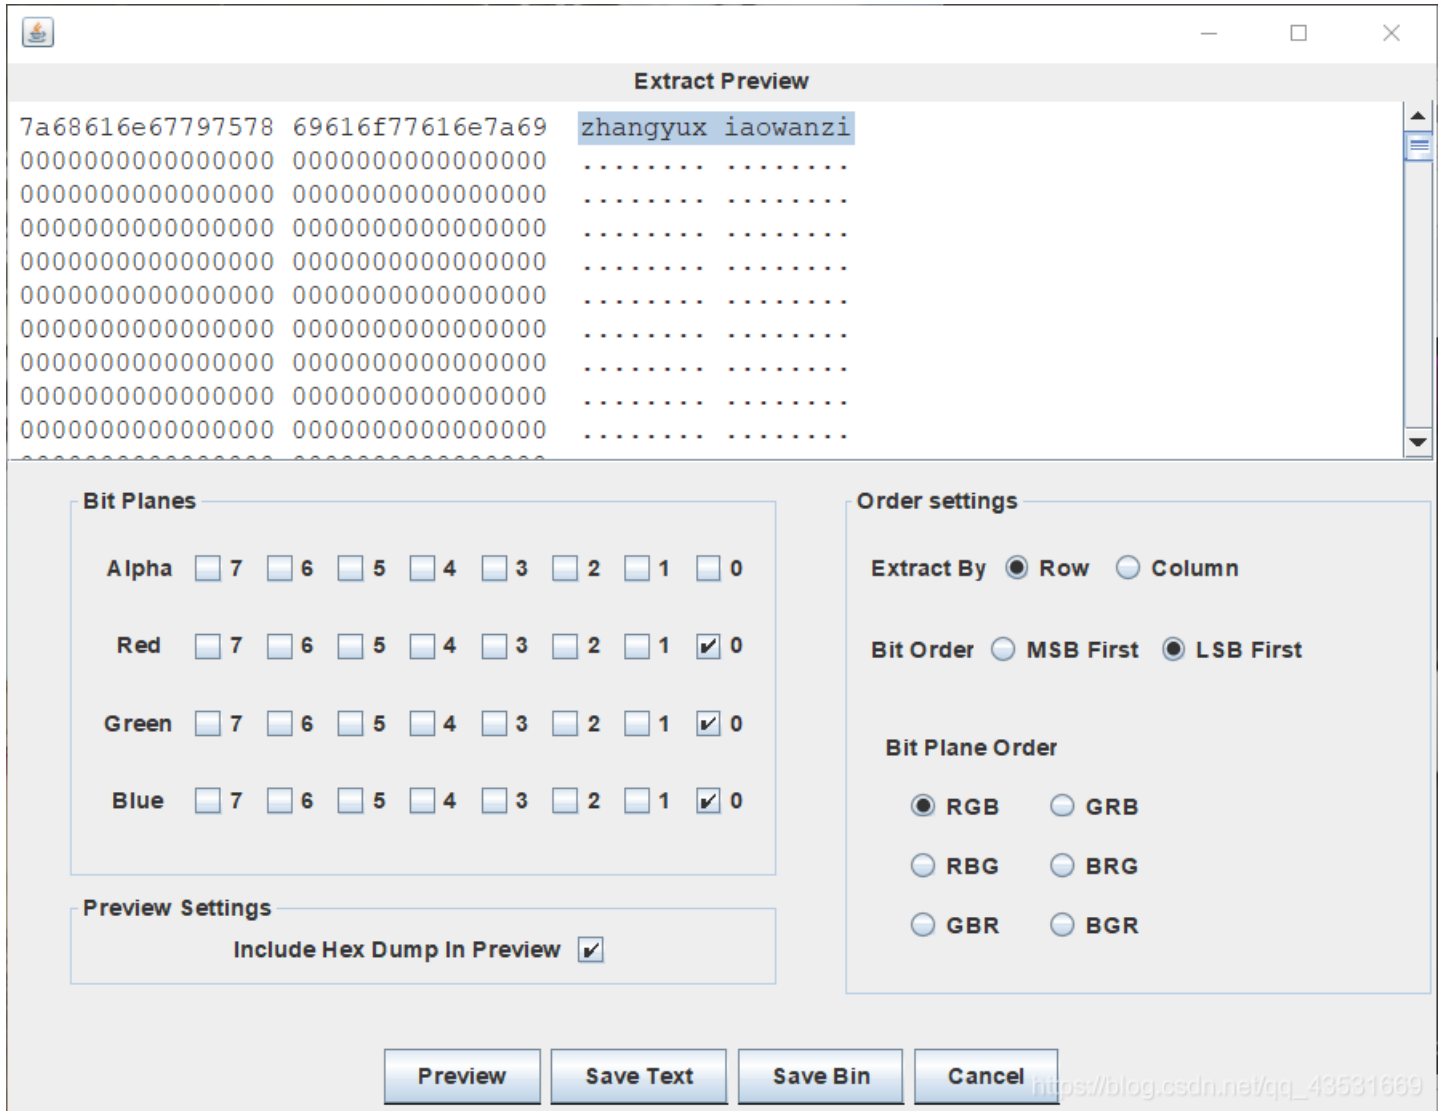 Extract Preview
7a68616e67797578 69616f77616e7a69 zhangyux iaowanzi
0000000000000000 0000000000000000 ........ ........
0000000000000000 0000000000000000 ........ ........
0000000000000000 0000000000000000 ........ ........
0000000000000000 0000000000000000 ........ ........
0000000000000000 0000000000000000 ........ ........
0000000000000000 0000000000000000 ........ ........
0000000000000000 0000000000000000 ........ ........
0000000000000000 0000000000000000 ........ ........
0000000000000000 0000000000000000 ........ ........
Bit Planes
Alpha 7 6 5 4 3 2 1 0
Red 7 6 5 4 3 2 1 0
Green 7 6 5 4 3 2 1 0
Blue 7 6 5 4 3 2 1 0
Preview Settings
Include Hex Dump In Preview
Order settings
Extract By Row Column
Bit Order MSB First LSB First
Bit Plane Order
RGB GRB
RBG BRG
GBR BGR
Preview Save Text Save Bin Cancel
https://blog.csdn.net/qq_43531669